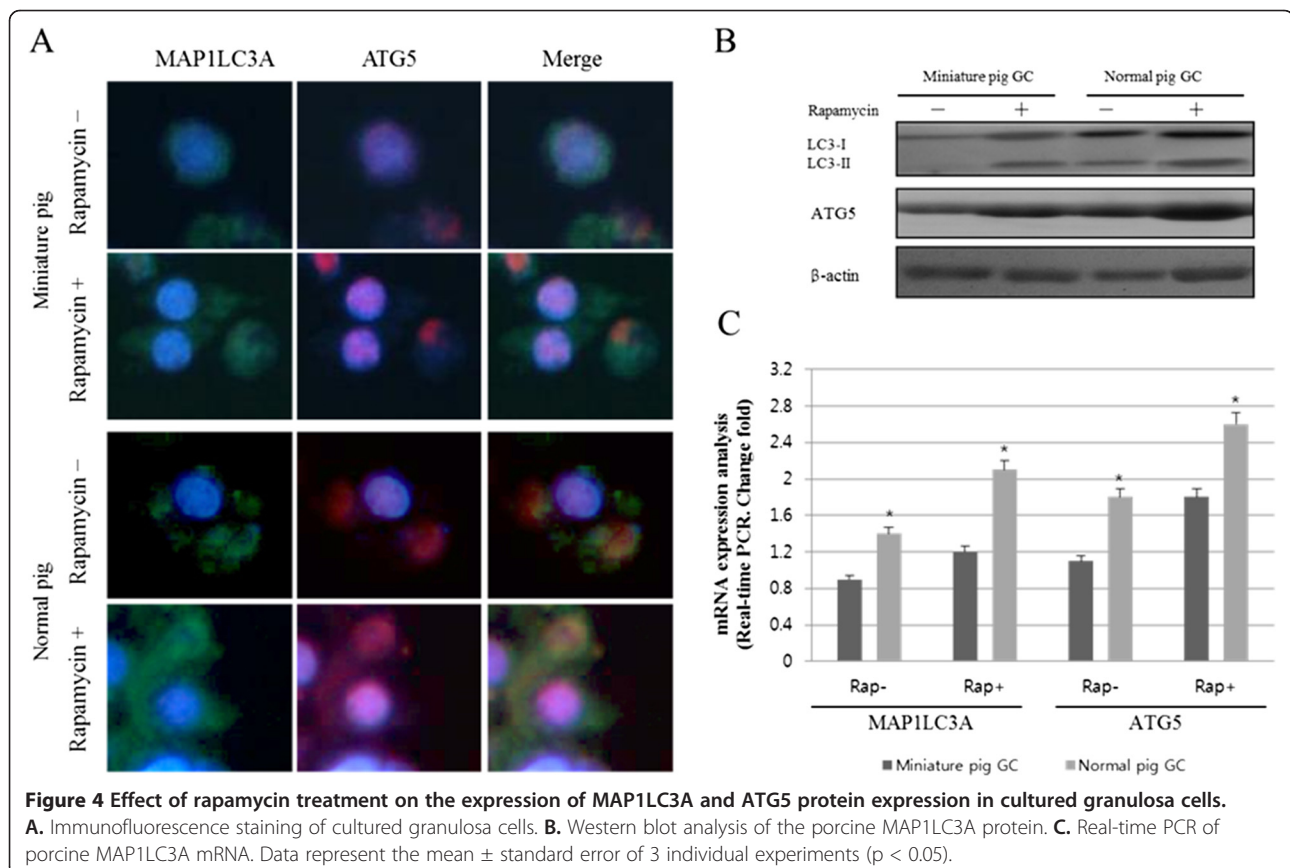 A
MAP1LC3A ATG5 Merge
Miniature pig
Rapamycin −
Rapamycin +
Normal pig
Rapamycin −
Rapamycin +
B
Miniature pig GC Normal pig GC
Rapamycin − + − +
LC3-I
LC3-II
ATG5
β-actin
C
mRNA expression analysis
(Real-time PCR. Change fold)
3.2
2.8
2.4
2
1.6
1.2
0.8
0.4
0
* * * *
Rap- Rap+ Rap- Rap+
MAP1LC3A ATG5
Miniature pig GC Normal pig GC
Figure 4 Effect of rapamycin treatment on the expression of MAP1LC3A and ATG5 protein expression in cultured granulosa cells.
A. Immunofluorescence staining of cultured granulosa cells. B. Western blot analysis of the porcine MAP1LC3A protein. C. Real-time PCR of
porcine MAP1LC3A mRNA. Data represent the mean ± standard error of 3 individual experiments (p < 0.05).